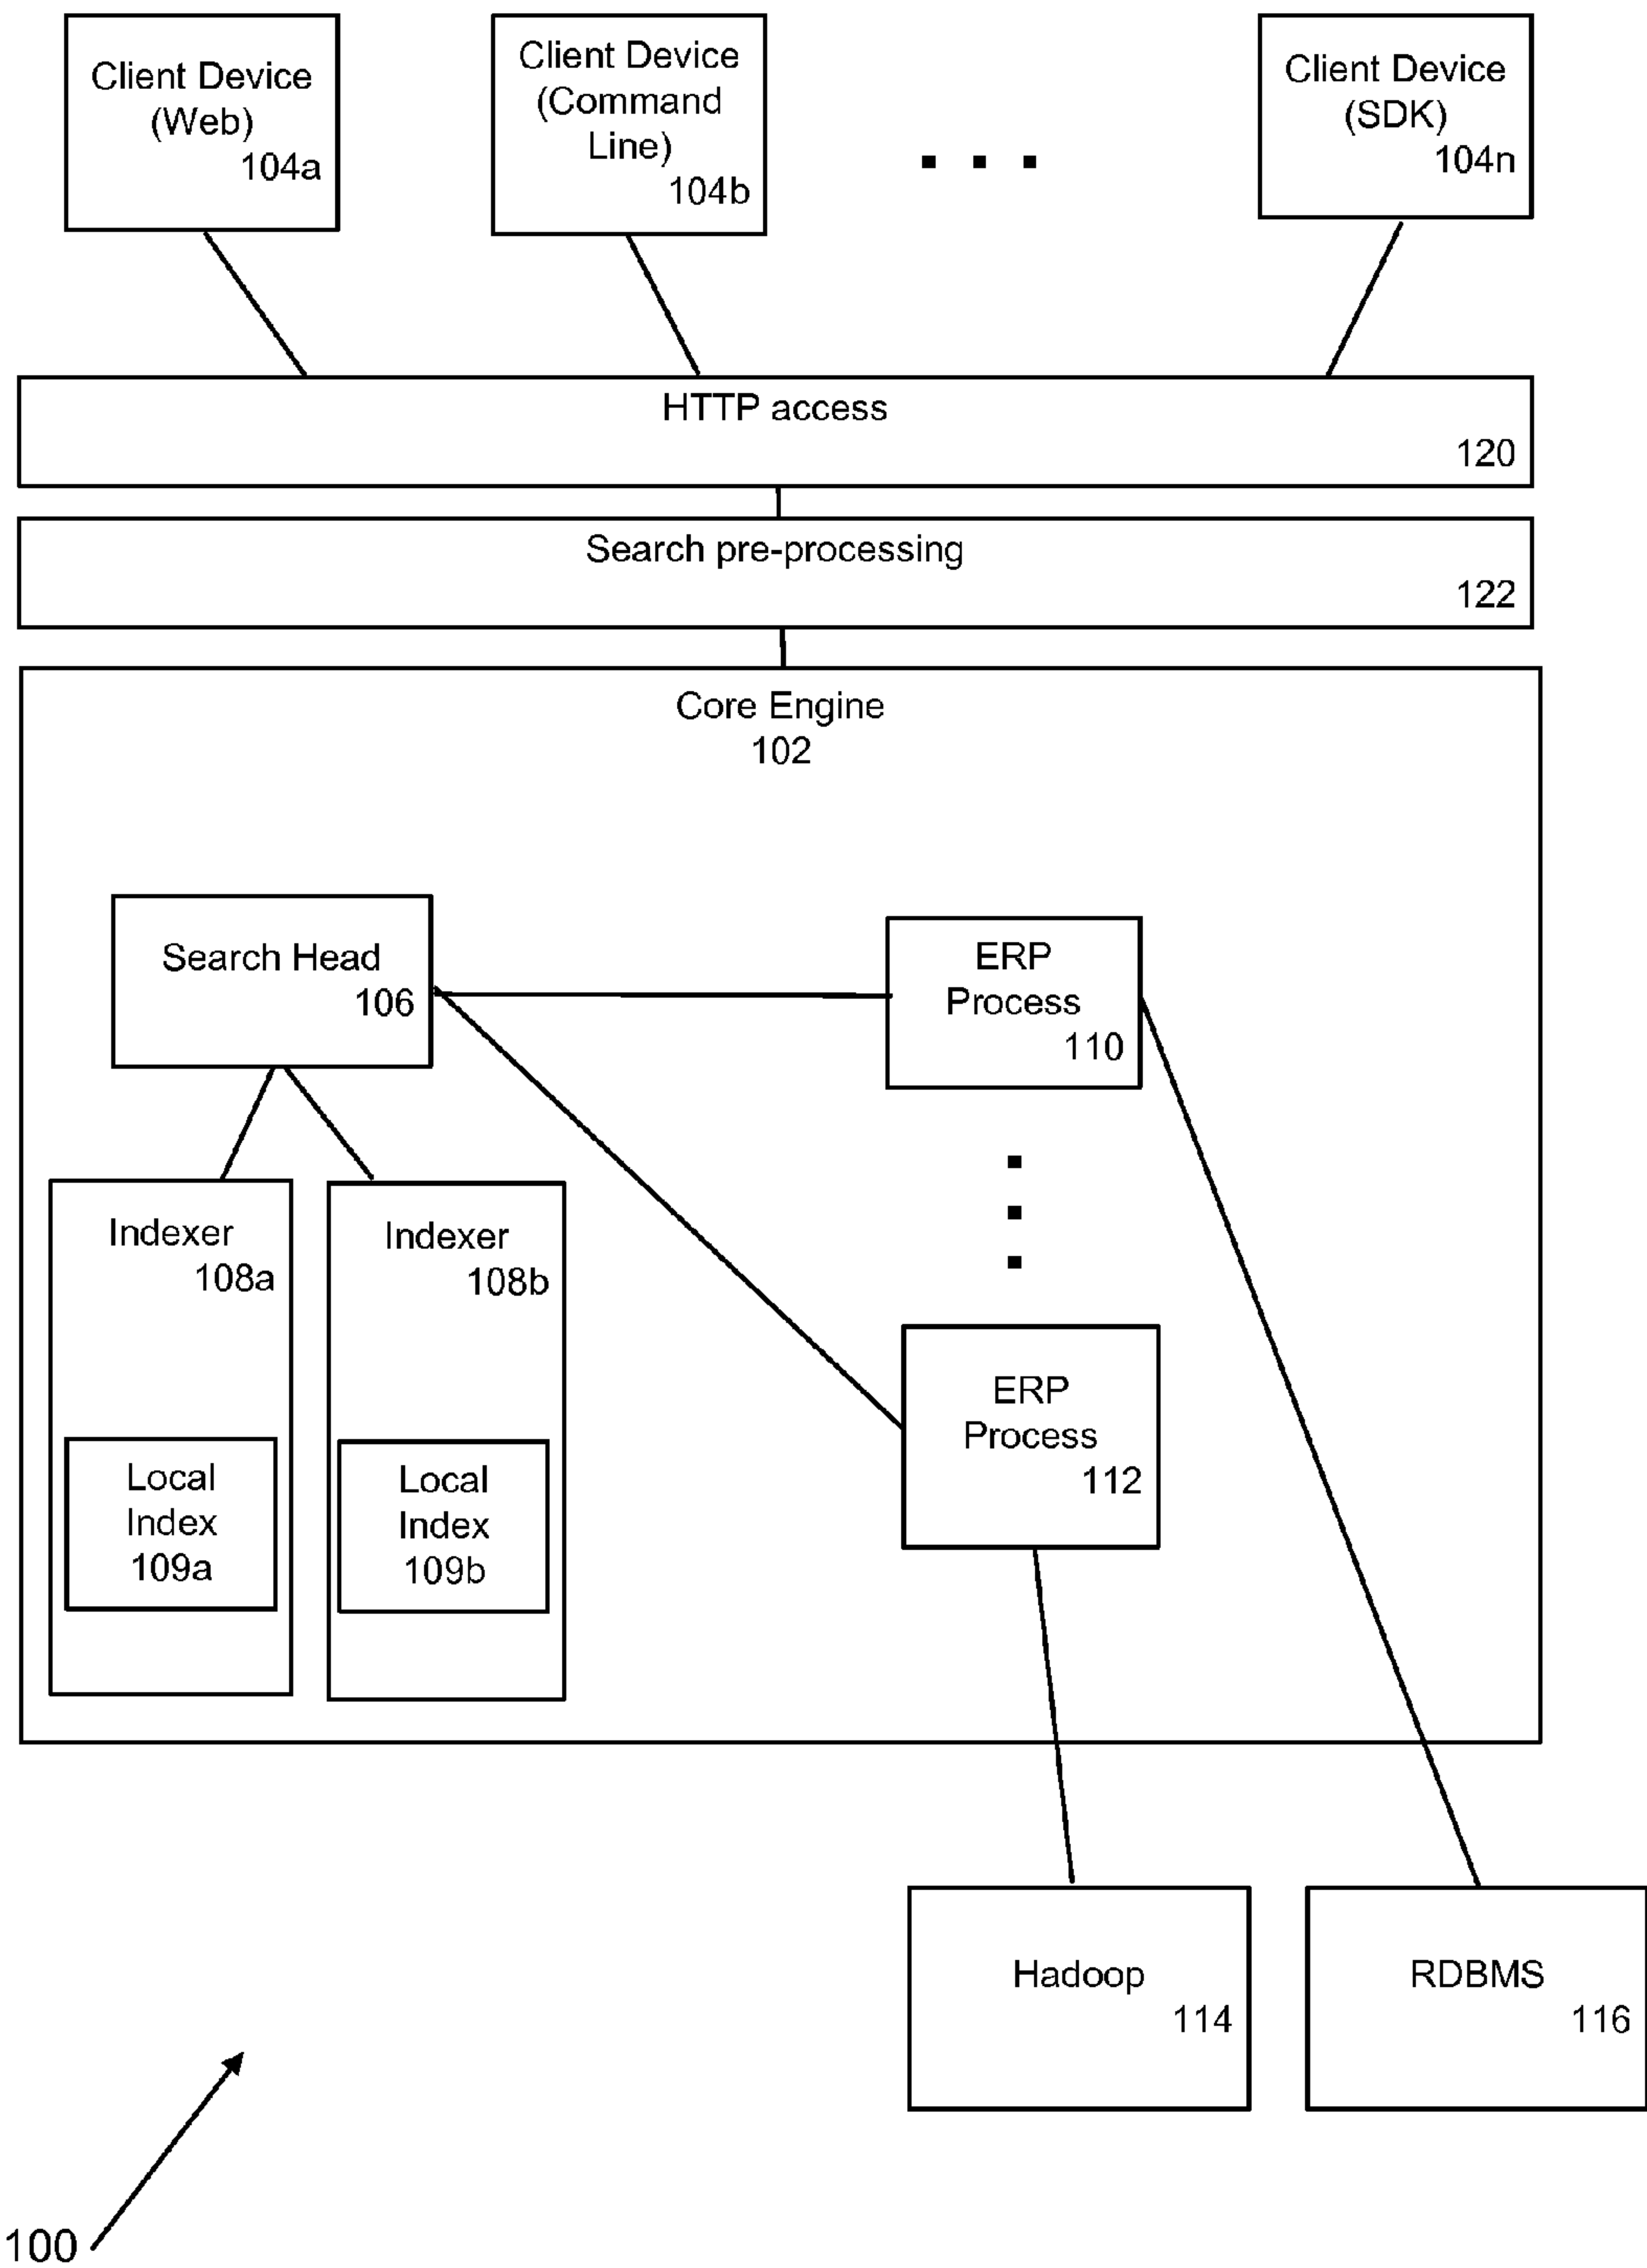 Client Device
(Web)
104a
Client Device
(Command
Line)
104b
Client Device
(SDK)
104n
HTTP access
120
Search pre-processing
122
Core Engine
102
Search Head
106
ERP
Process
110
Indexer
108a
Indexer
108b
ERP
Process
112
Local
Index
109a
Local
Index
109b
Hadoop
114
RDBMS
116
100